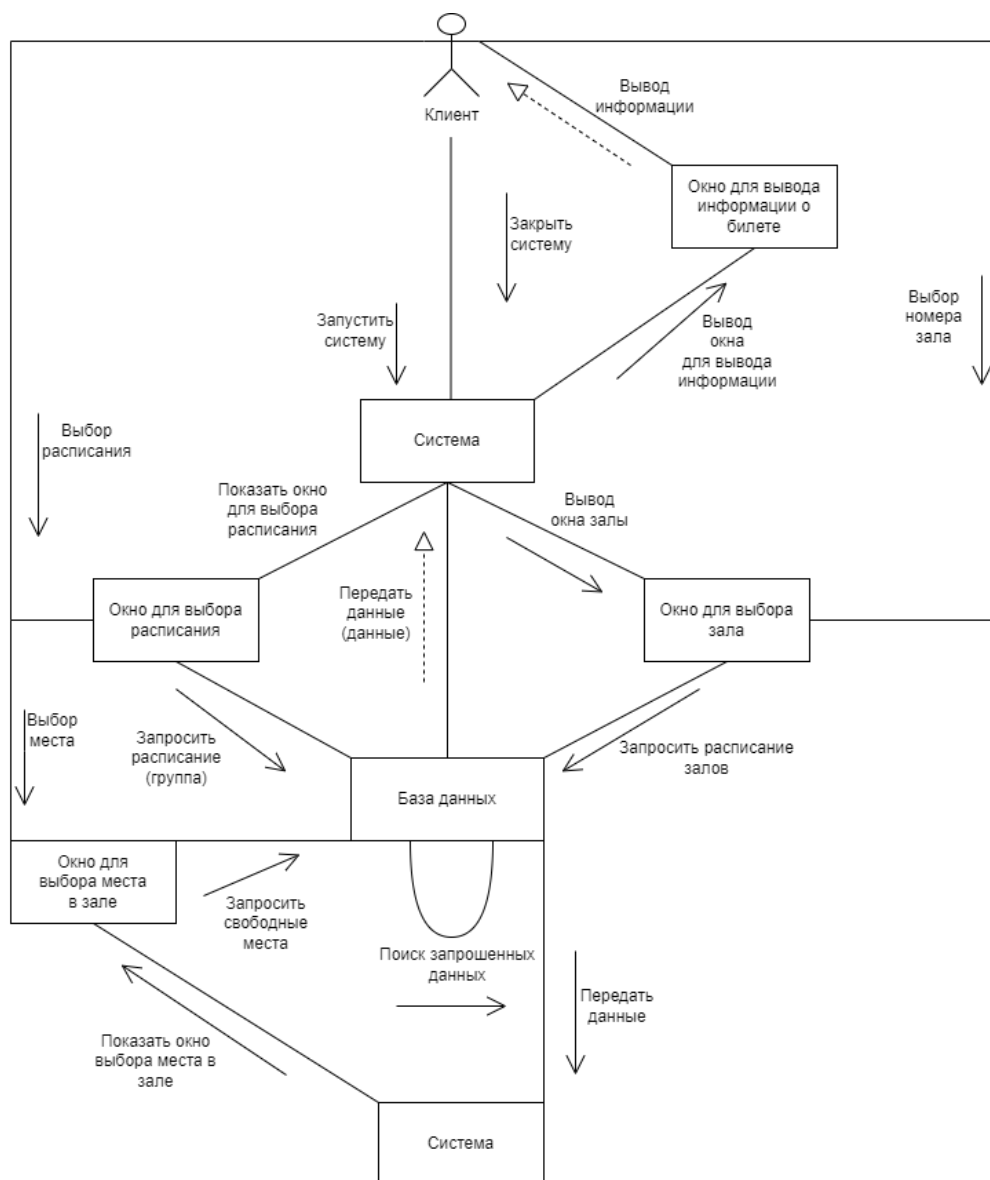 Клиент
Вывод
информации
Окно для вывода
информации о
билете
Закрыть
систему
Запустить
систему
Вывод
окна
для вывода
информации
Выбор
номера
зала
Система
Выбор
расписания
Показать окно
для выбора
расписания
Вывод
окна залы
Передать
данные
(данные)
Окно для выбора
расписания
Окно для выбора
зала
Выбор
места
Запросить
расписание
(группа)
Запросить расписание
залов
База данных
Окно для
выбора места
в зале
Запросить
свободные
места
Поиск запрошенных
данных
Передать
данные
Показать окно
выбора места в
зале
Система